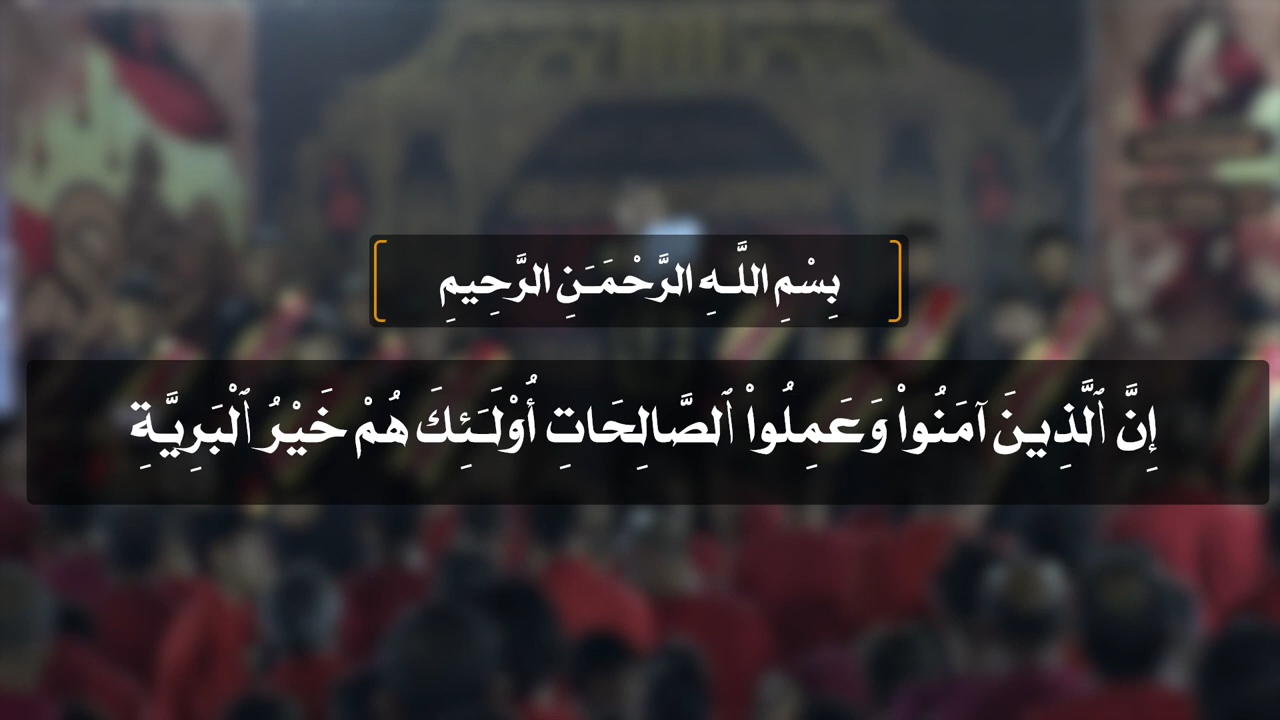 بِسْمِ اللَّـهِ الرَّحْمَـَنِ الرَّحِيمِ
إِنَّ ٱلَّذِينَ آمَنُواْ وَعَمِلُواْ ٱلصَّالِحَاتِ أُوْلَـَئِكَ هُمْ خَيْرُ ٱلْبَرِيَّةِ